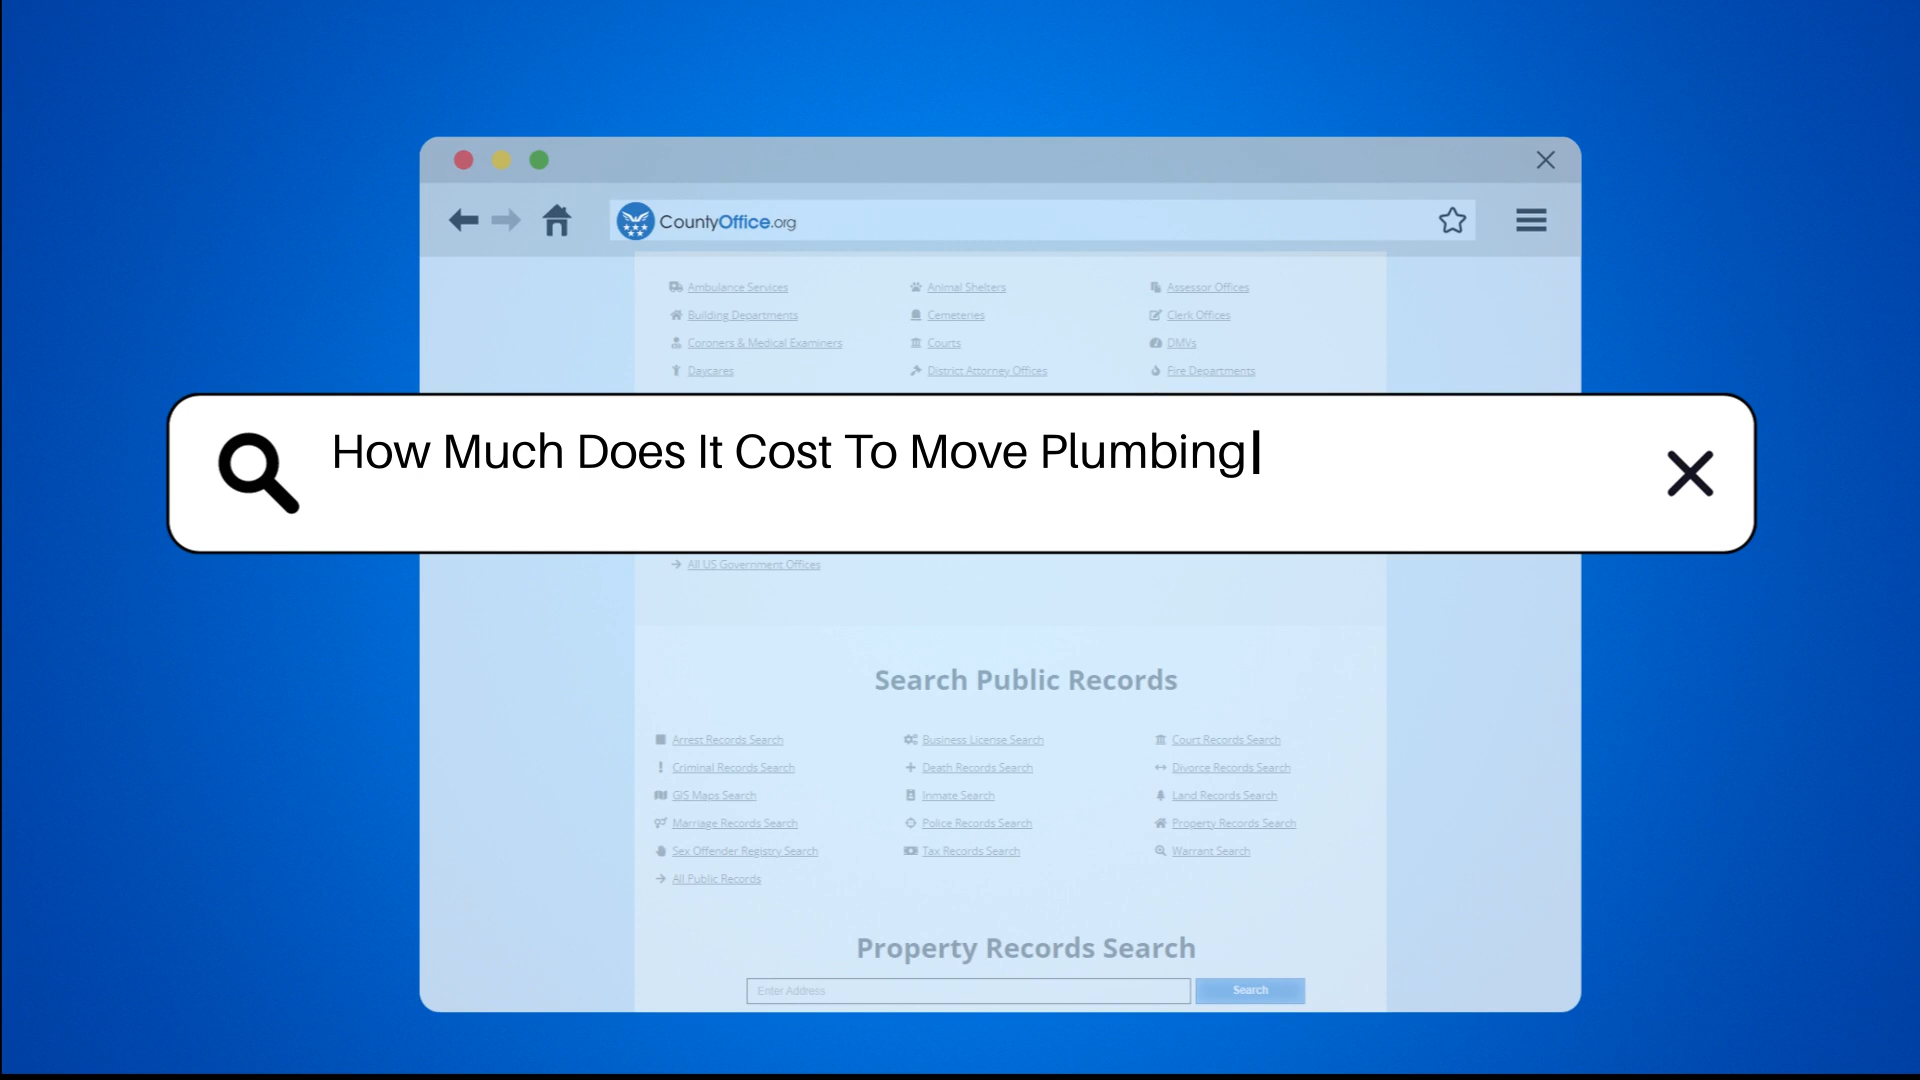 CountyOffice.org
Ambulance Services Animal Shelters Assessor Offices
Building Departments Cemeteries Clerk Offices
Coroners & Medical Examiners Courts DMVs
Daycares District Attorney Offices Fire Departments
How Much Does It Cost To Move Plumbing
All US Government Offices
Search Public Records
Arrest Records Search Business License Search Court Records Search
Criminal Records Search Death Records Search Divorce Records Search
GIS Maps Search Inmate Search Land Records Search
Marriage Records Search Police Records Search Property Records Search
Sex Offender Registry Search Tax Records Search Warrant Search
All Public Records
Property Records Search
Enter Address Search